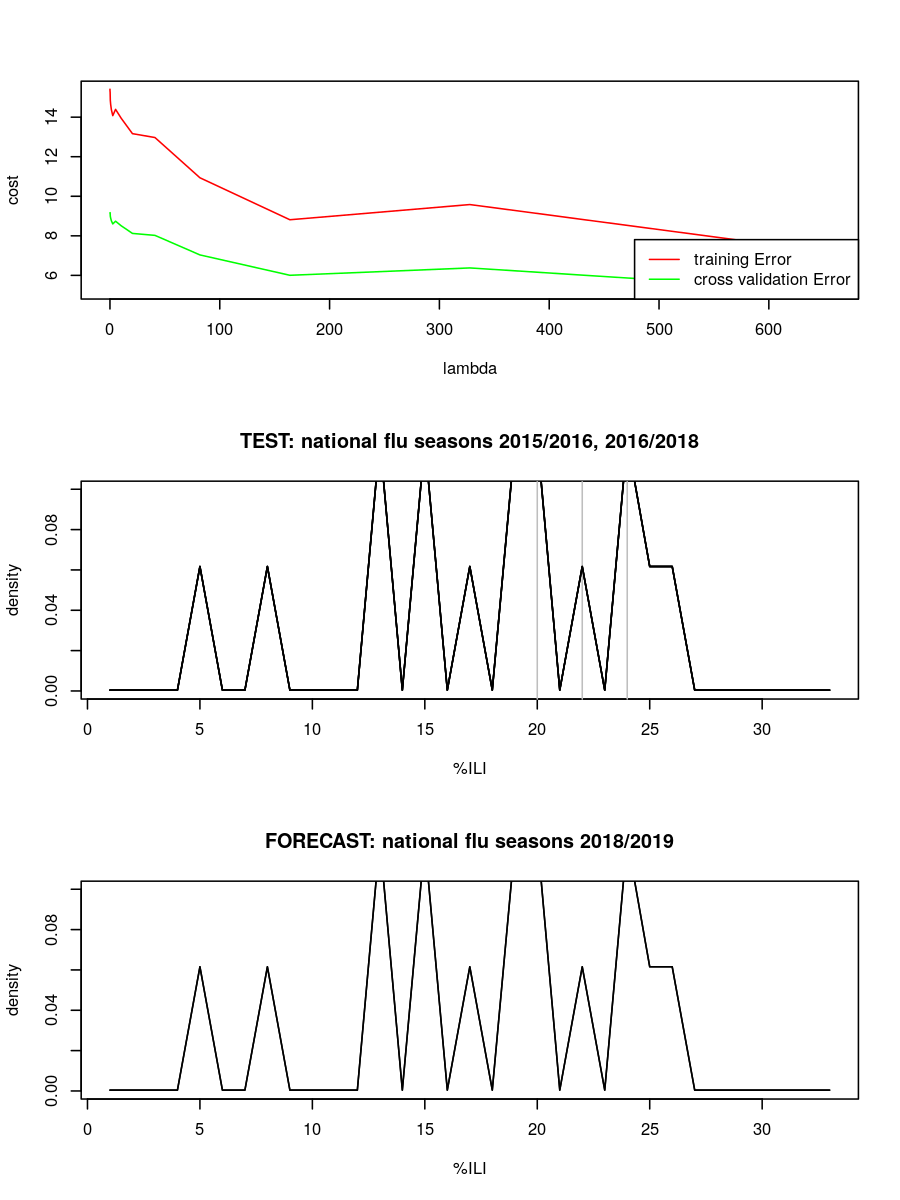 14
12
10
8
6
cost
0 100 200 300 400 500 600
lambda
training Error
cross validation Error
TEST: national flu seasons 2015/2016, 2016/2018
0.08
0.04
0.00
density
0 5 10 15 20 25 30
%ILI
FORECAST: national flu seasons 2018/2019
0.08
0.04
0.00
density
0 5 10 15 20 25 30
%ILI